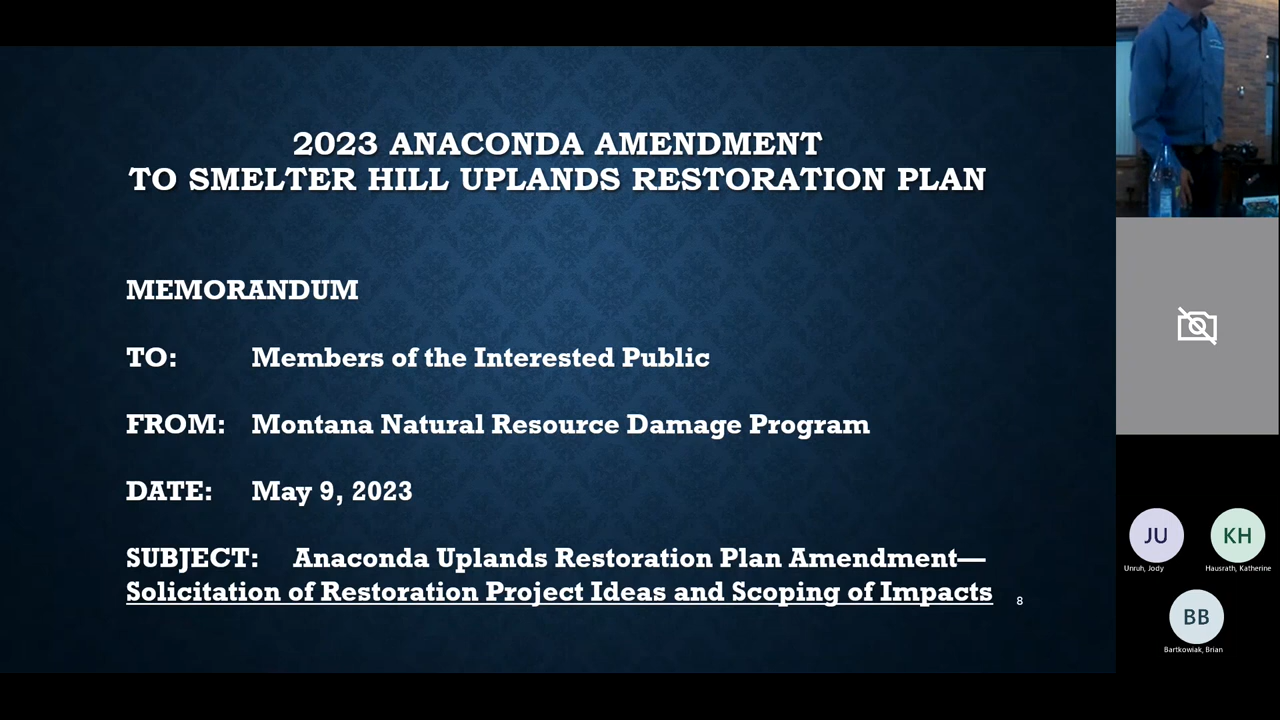 2023 ANACONDA AMENDMENT
TO SMELTER HILL UPLANDS RESTORATION PLAN
MEMORANDUM
TO: Members of the Interested Public
FROM: Montana Natural Resource Damage Program
DATE: May 9, 2023
SUBJECT: Anaconda Uplands Restoration Plan Amendment—
Solicitation of Restoration Project Ideas and Scoping of Impacts
8
JU
Unruh, Jody
KH
Hausrath, Katherine
BB
Bartkowiak, Brian